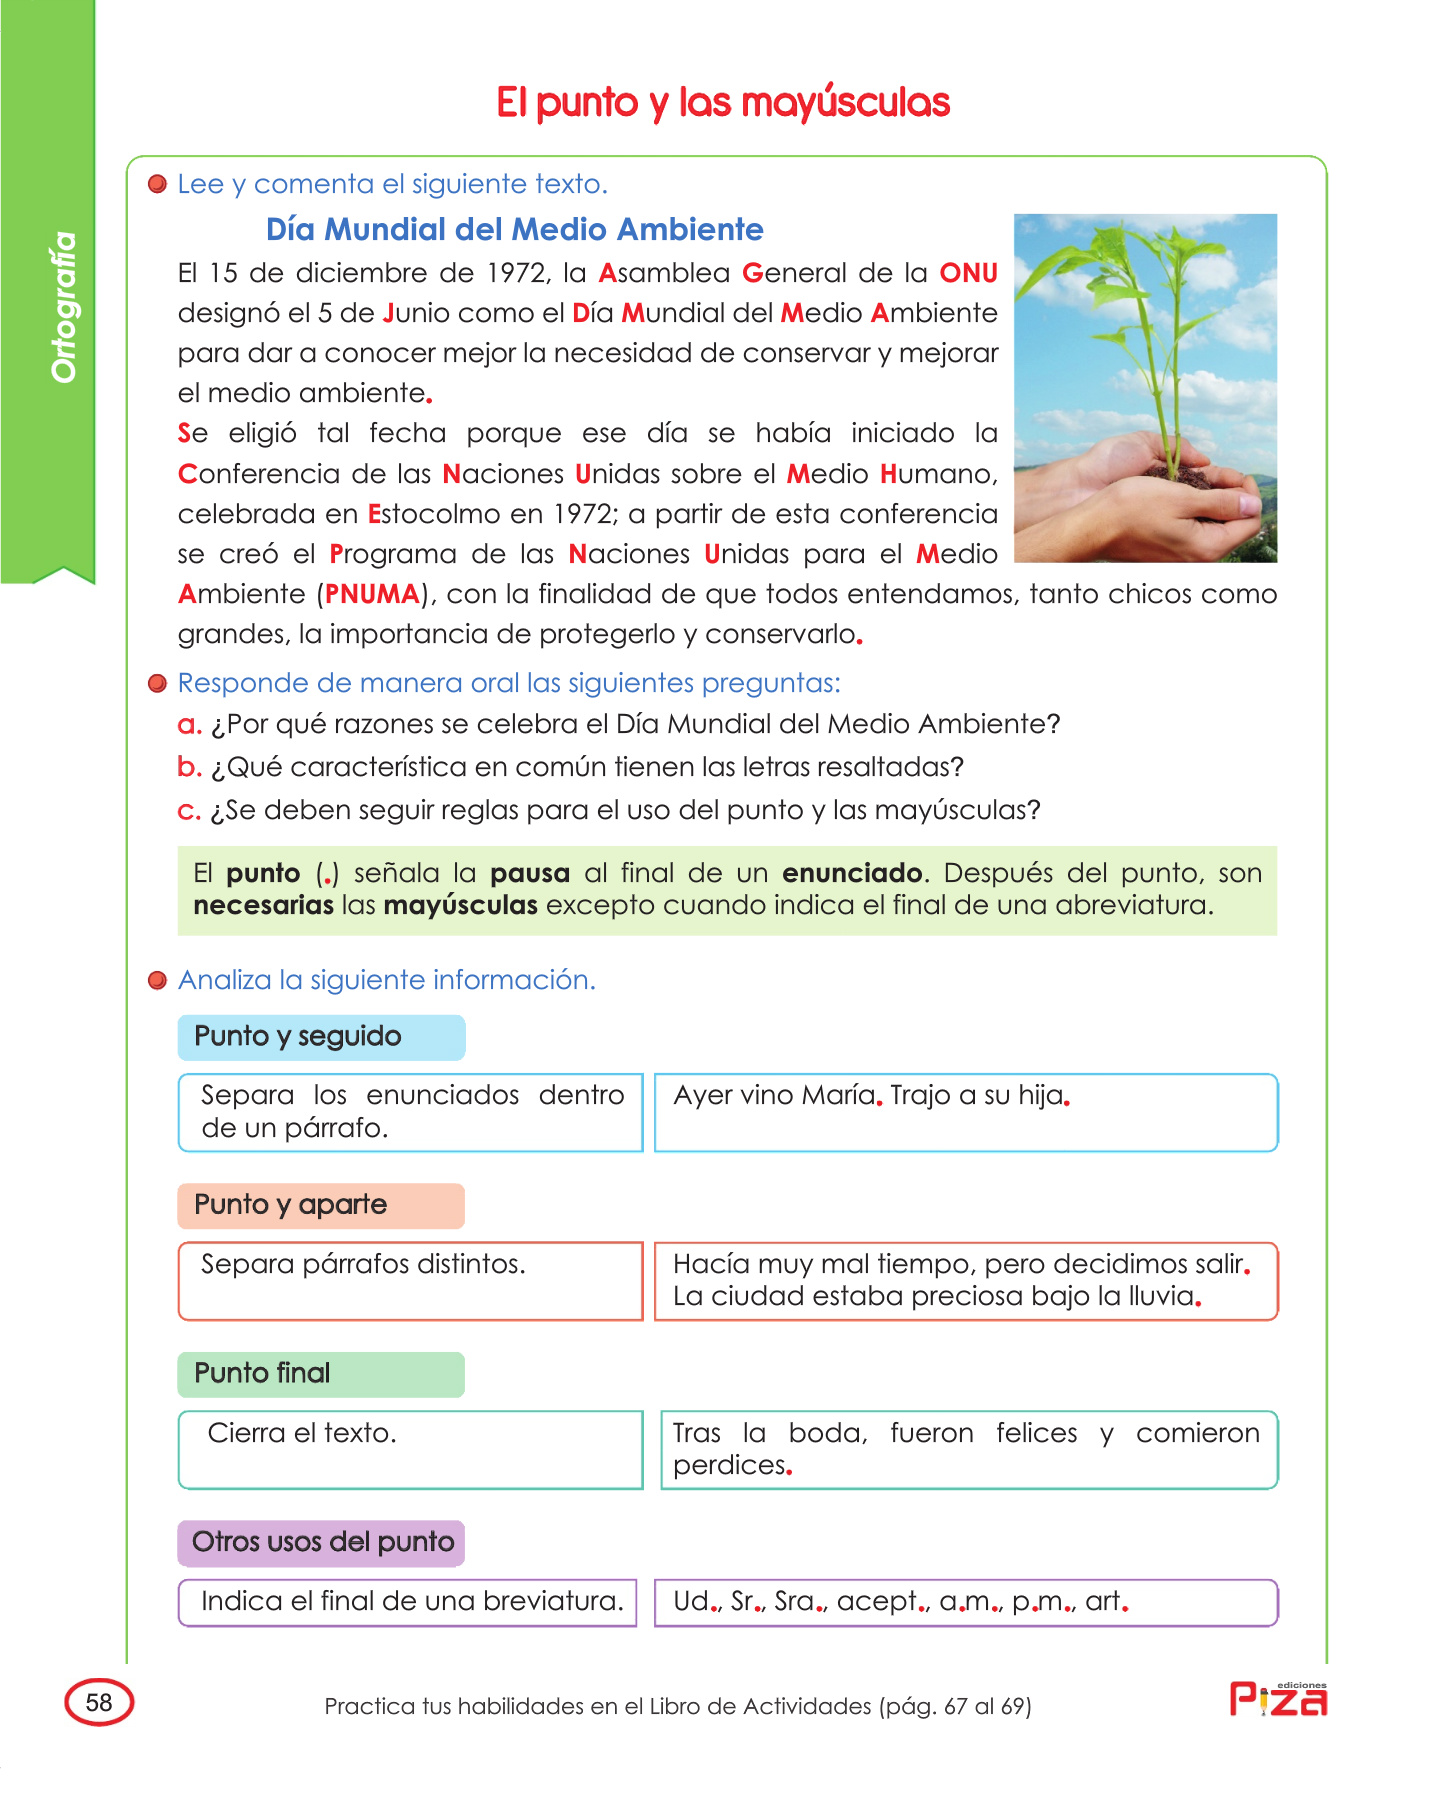 Ortografía
El punto y las mayúsculas
Lee y comenta el siguiente texto.
Día Mundial del Medio Ambiente
El 15 de diciembre de 1972, la Asamblea General de la ONU
designó el 5 de Junio como el Día Mundial del Medio Ambiente
para dar a conocer mejor la necesidad de conservar y mejorar
el medio ambiente.
Se eligió tal fecha porque ese día se había iniciado la
Conferencia de las Naciones Unidas sobre el Medio Humano,
celebrada en Estocolmo en 1972; a partir de esta conferencia
se creó el Programa de las Naciones Unidas para el Medio
Ambiente (PNUMA), con la finalidad de que todos entendamos, tanto chicos como
grandes, la importancia de protegerlo y conservarlo.
Responde de manera oral las siguientes preguntas:
a. ¿Por qué razones se celebra el Día Mundial del Medio Ambiente?
b. ¿Qué característica en común tienen las letras resaltadas?
c. ¿Se deben seguir reglas para el uso del punto y las mayúsculas?
El punto (.) señala la pausa al final de un enunciado. Después del punto, son
necesarias las mayúsculas excepto cuando indica el final de una abreviatura.
Analiza la siguiente información.
Punto y seguido
Separa los enunciados dentro
de un párrafo.
Ayer vino María. Trajo a su hija.
Punto y aparte
Separa párrafos distintos.
Hacía muy mal tiempo, pero decidimos salir.
La ciudad estaba preciosa bajo la lluvia.
Punto final
Cierra el texto.
Tras la boda, fueron felices y comieron
perdices.
Otros usos del punto
Indica el final de una breviatura.
Ud., Sr., Sra., acept., a.m., p.m., art.
58
Practica tus habilidades en el Libro de Actividades (pág. 67 al 69)
ediciones
Piza